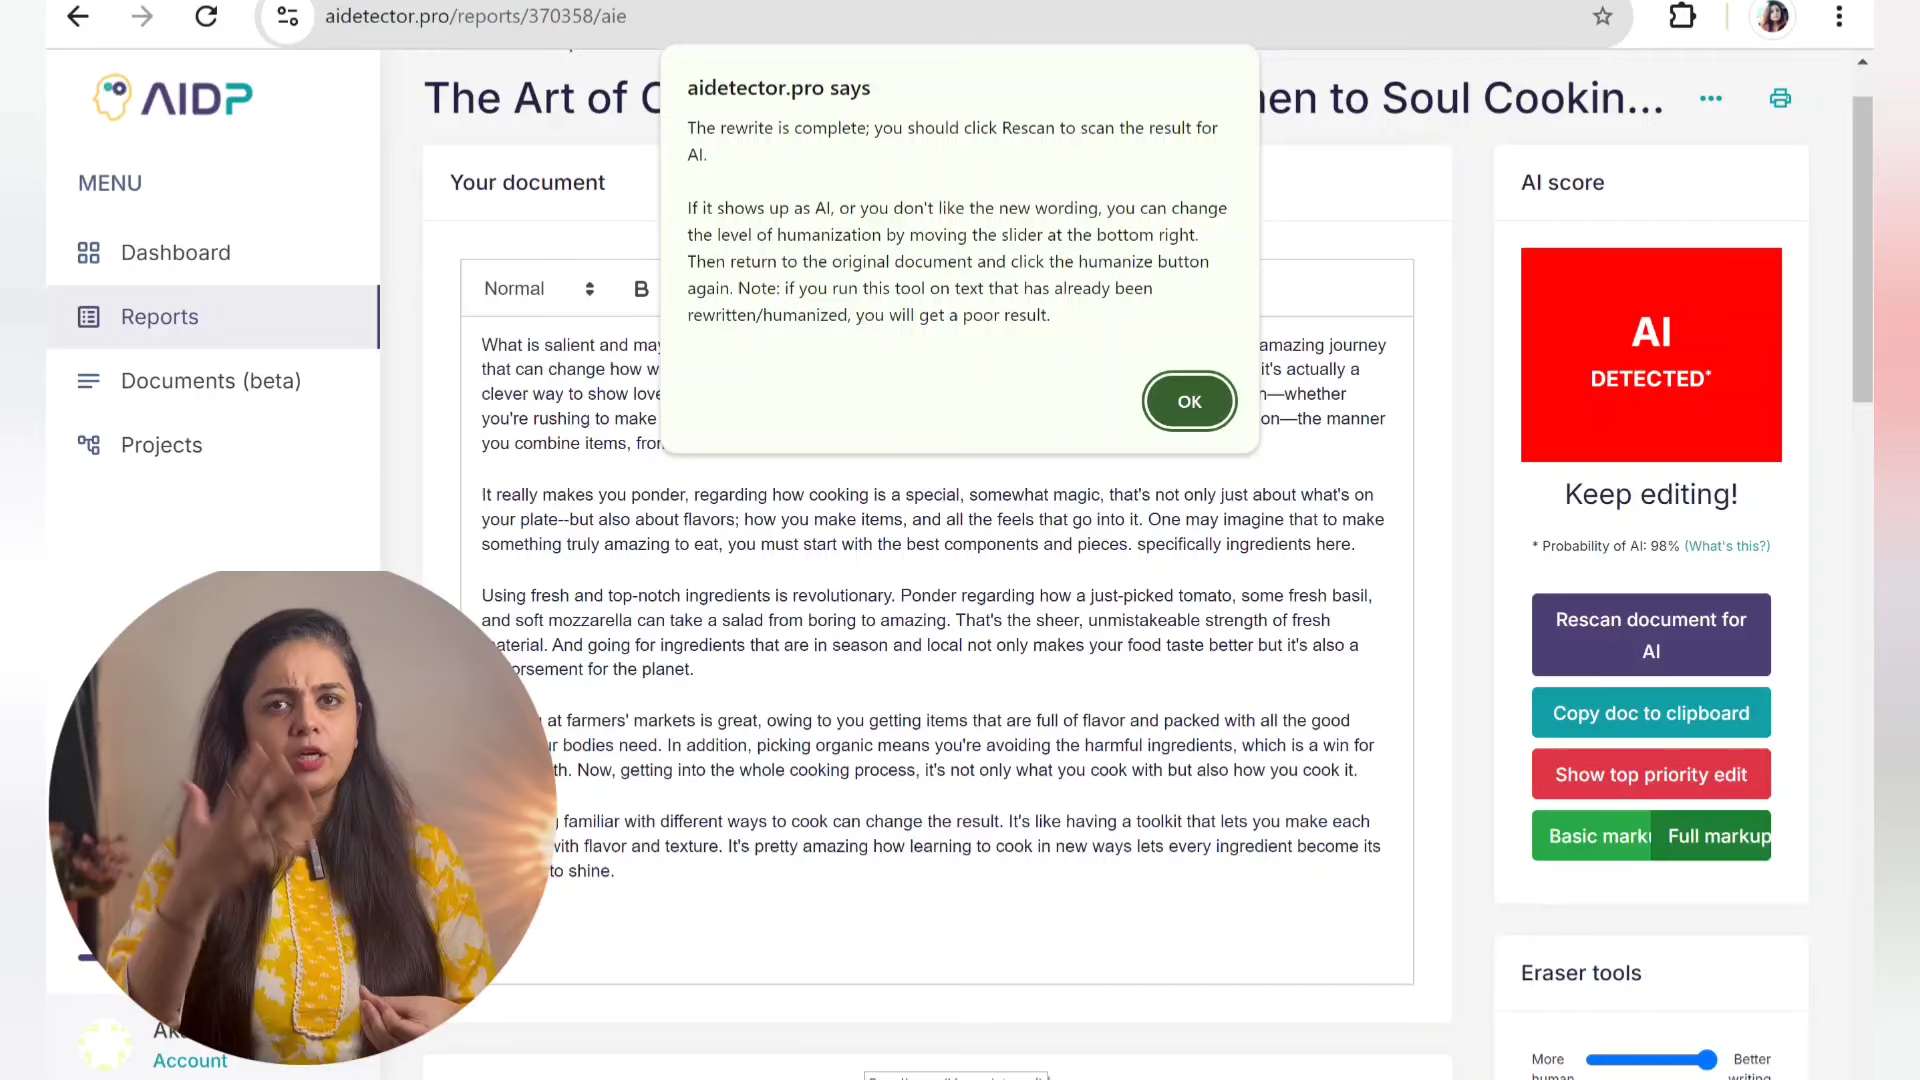 aidetector.pro/reports/370358/aie
AIDP
MENU
Dashboard
Reports
Documents (beta)
Projects
Account
The Art of
en to Soul Cookin...
aidetector.pro says
The rewrite is complete; you should click Rescan to scan the result for
AI.
If it shows up as AI, or you don't like the new wording, you can change
the level of humanization by moving the slider at the bottom right.
Then return to the original document and click the humanize button
again. Note: if you run this tool on text that has already been
rewritten/humanized, you will get a poor result.
OK
Your document
Normal
B
What is salient and may amazing journey
that can change how w it's actually a
clever way to show love —whether
you're rushing to make on—the manner
you combine items, from
It really makes you ponder, regarding how cooking is a special, somewhat magic, that's not only just about what's on
your plate--but also about flavors; how you make items, and all the feels that go into it. One may imagine that to make
something truly amazing to eat, you must start with the best components and pieces. specifically ingredients here.
Using fresh and top-notch ingredients is revolutionary. Ponder regarding how a just-picked tomato, some fresh basil,
and soft mozzarella can take a salad from boring to amazing. That's the sheer, unmistakeable strength of fresh
aterial. And going for ingredients that are in season and local not only makes your food taste better but it's also a
orsement for the planet.
at farmers' markets is great, owing to you getting items that are full of flavor and packed with all the good
r bodies need. In addition, picking organic means you're avoiding the harmful ingredients, which is a win for
th. Now, getting into the whole cooking process, it's not only what you cook with but also how you cook it.
familiar with different ways to cook can change the result. It's like having a toolkit that lets you make each
with flavor and texture. It's pretty amazing how learning to cook in new ways lets every ingredient become its
to shine.
AI score
AI
DETECTED*
Keep editing!
* Probability of AI: 98% (What's this?)
Rescan document for
AI
Copy doc to clipboard
Show top priority edit
Basic mark Full markup
Eraser tools
More Better
human writing